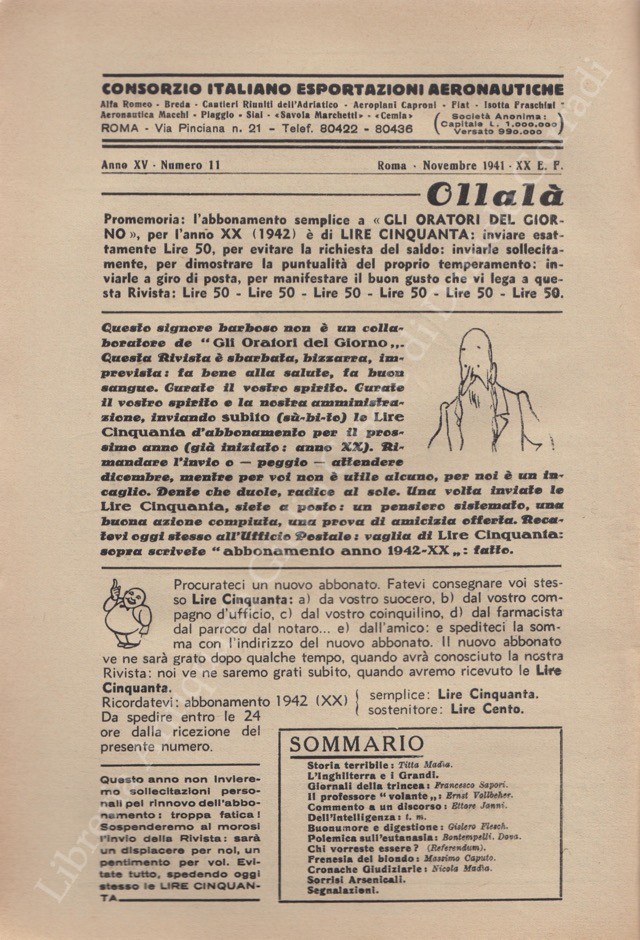 CONSORZIO ITALIANO ESPORTAZIONI AERONAUTICHE
Alfa Romeo - Breda - Cantieri Riuniti dell'Adriatico - Aeroplani Caproni - Fiat - Isotta Fraschini -
Aeronautica Macchi - Piaggio - Siai - «Savoia Marchetti» - «Cemia»
ROMA - Via Pinciana n. 21 - Telef. 80422 - 80436
Società Anonima:
Capitale L. 1.000.000
Versato 990.000
Anno XV - Numero 11
Roma - Novembre 1941 - XX E. F.
Ollalà
Promemoria: l'abbonamento semplice a « GLI ORATORI DEL GIOR-
NO », per l'anno XX (1942) è di LIRE CINQUANTA: inviare esat-
tamente Lire 50, per evitare la richiesta del saldo: inviarle sollecita-
mente, per dimostrare la puntualità del proprio temperamento: in-
viarle a giro di posta, per manifestare il buon gusto che vi lega a que-
sta Rivista: Lire 50 - Lire 50 - Lire 50 - Lire 50 - Lire 50 - Lire 50.
Questo signore barboso non è un colla-
boratore de “ Gli Oratori del Giorno „.
Questa Rivista è sbarbata, bizzarra, im-
prevista: fa bene alla salute, fa buon
sangue. Curate il vostro spirito. Curate
il vostro spirito e la nostra amministra-
zione, inviando subito (sù-bi-to) le Lire
Cinquanta d'abbonamento per il pros-
simo anno (già iniziato: anno XX). Ri-
mandare l'invio o — peggio — attendere
dicembre, mentre per voi non è utile alcuno, per noi è un in-
caglio. Dente che duole, radice al sole. Una volta inviate le
Lire Cinquanta, siete a posto: un pensiero sistemato, una
buona azione compiuta, una prova di amicizia offerta. Reca-
tevi oggi stesso all'Ufficio Postale: vaglia di Lire Cinquanta:
sopra scrivete “ abbonamento anno 1942-XX „: fatto.
Procurateci un nuovo abbonato. Fatevi consegnare voi stes-
so Lire Cinquanta: a) da vostro suocero, b) dal vostro com-
pagno d'ufficio, c) dal vostro coinquilino, d) dal farmacista
dal parroco dal notaro... e) dall'amico: e spediteci la som-
ma con l'indirizzo del nuovo abbonato. Il nuovo abbonato
ve ne sarà grato dopo qualche tempo, quando avrà conosciuto la nostra
Rivista: noi ve ne saremo grati subito, quando avremo ricevuto le Lire
Cinquanta.
Ricordatevi: abbonamento 1942 (XX)
semplice: Lire Cinquanta.
sostenitore: Lire Cento.
Da spedire entro le 24
ore dalla ricezione del
presente numero.
Questo anno non inviere-
mo sollecitazioni perso-
nali pel rinnovo dell'abbo-
namento: troppa fatica!
Sospenderemo ai morosi
l'invio della Rivista: sarà
un dispiacere per noi, un
pentimento per voi. Evi-
tate tutto, spedendo oggi
stesso le LIRE CINQUAN-
TA
SOMMARIO
Storia terribile: Titta Madia.
L'Inghilterra e i Grandi.
Giornali della trincea: Francesco Sapori.
Il professore “ volante „: Ernst Vollbeher.
Commento a un discorso: Ettore Janni.
Dell'intelligenza: t. m.
Buonumore e digestione: Gislero Flesch.
Polemica sull'eutanasia: Bontempelli. Dova.
Chi vorreste essere? (Referendum).
Frenesia del biondo: Massimo Caputo.
Cronache Giudiziarie: Nicola Madia.
Sorrisi Arsenicali.
Segnalazioni.